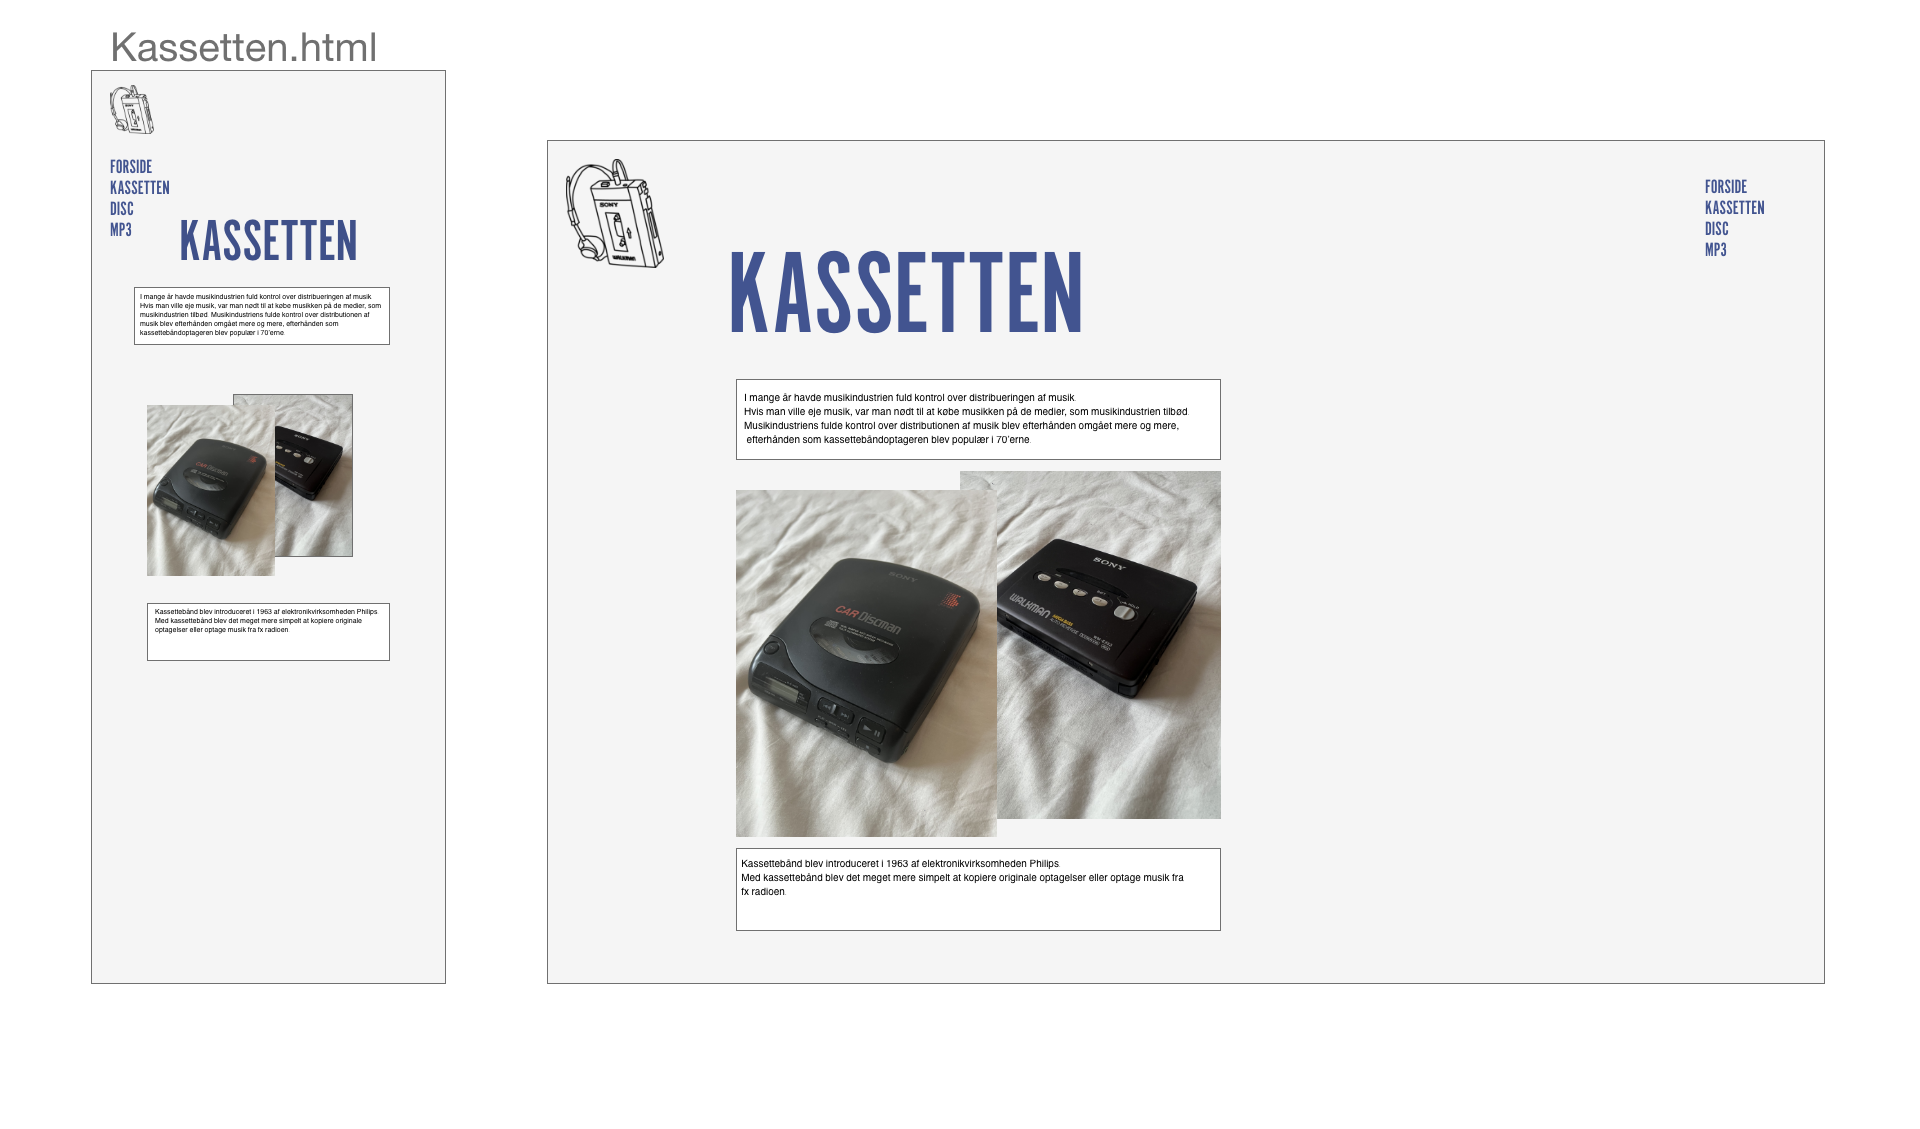 Kassetten.html
SONY
FORSIDE
KASSETTEN
DISC
MP3
KASSETTEN
I mange år havde musikindustrien fuld kontrol over distribueringen af musik.
Hvis man ville eje musik, var man nødt til at købe musikken på de medier, som
musikindustrien tilbød. Musikindustriens fulde kontrol over distributionen af
musik blev efterhånden omgået mere og mere, efterhånden som
kassettebåndoptageren blev populær i 70'erne.
CAR Discman
Kassettebånd blev introduceret i 1963 af elektronikvirksomheden Philips.
Med kassettebånd blev det meget mere simpelt at kopiere originale
optagelser eller optage musik fra fx radioen.
SONY
WALKMAN
FORSIDE
KASSETTEN
DISC
MP3
KASSETTEN
I mange år havde musikindustrien fuld kontrol over distribueringen af musik.
Hvis man ville eje musik, var man nødt til at købe musikken på de medier, som musikindustrien tilbød.
Musikindustriens fulde kontrol over distributionen af musik blev efterhånden omgået mere og mere,
efterhånden som kassettebåndoptageren blev populær i 70'erne.
SONY
CAR Discman
SONY
WALKMAN
Kassettebånd blev introduceret i 1963 af elektronikvirksomheden Philips.
Med kassettebånd blev det meget mere simpelt at kopiere originale optagelser eller optage musik fra
fx radioen.